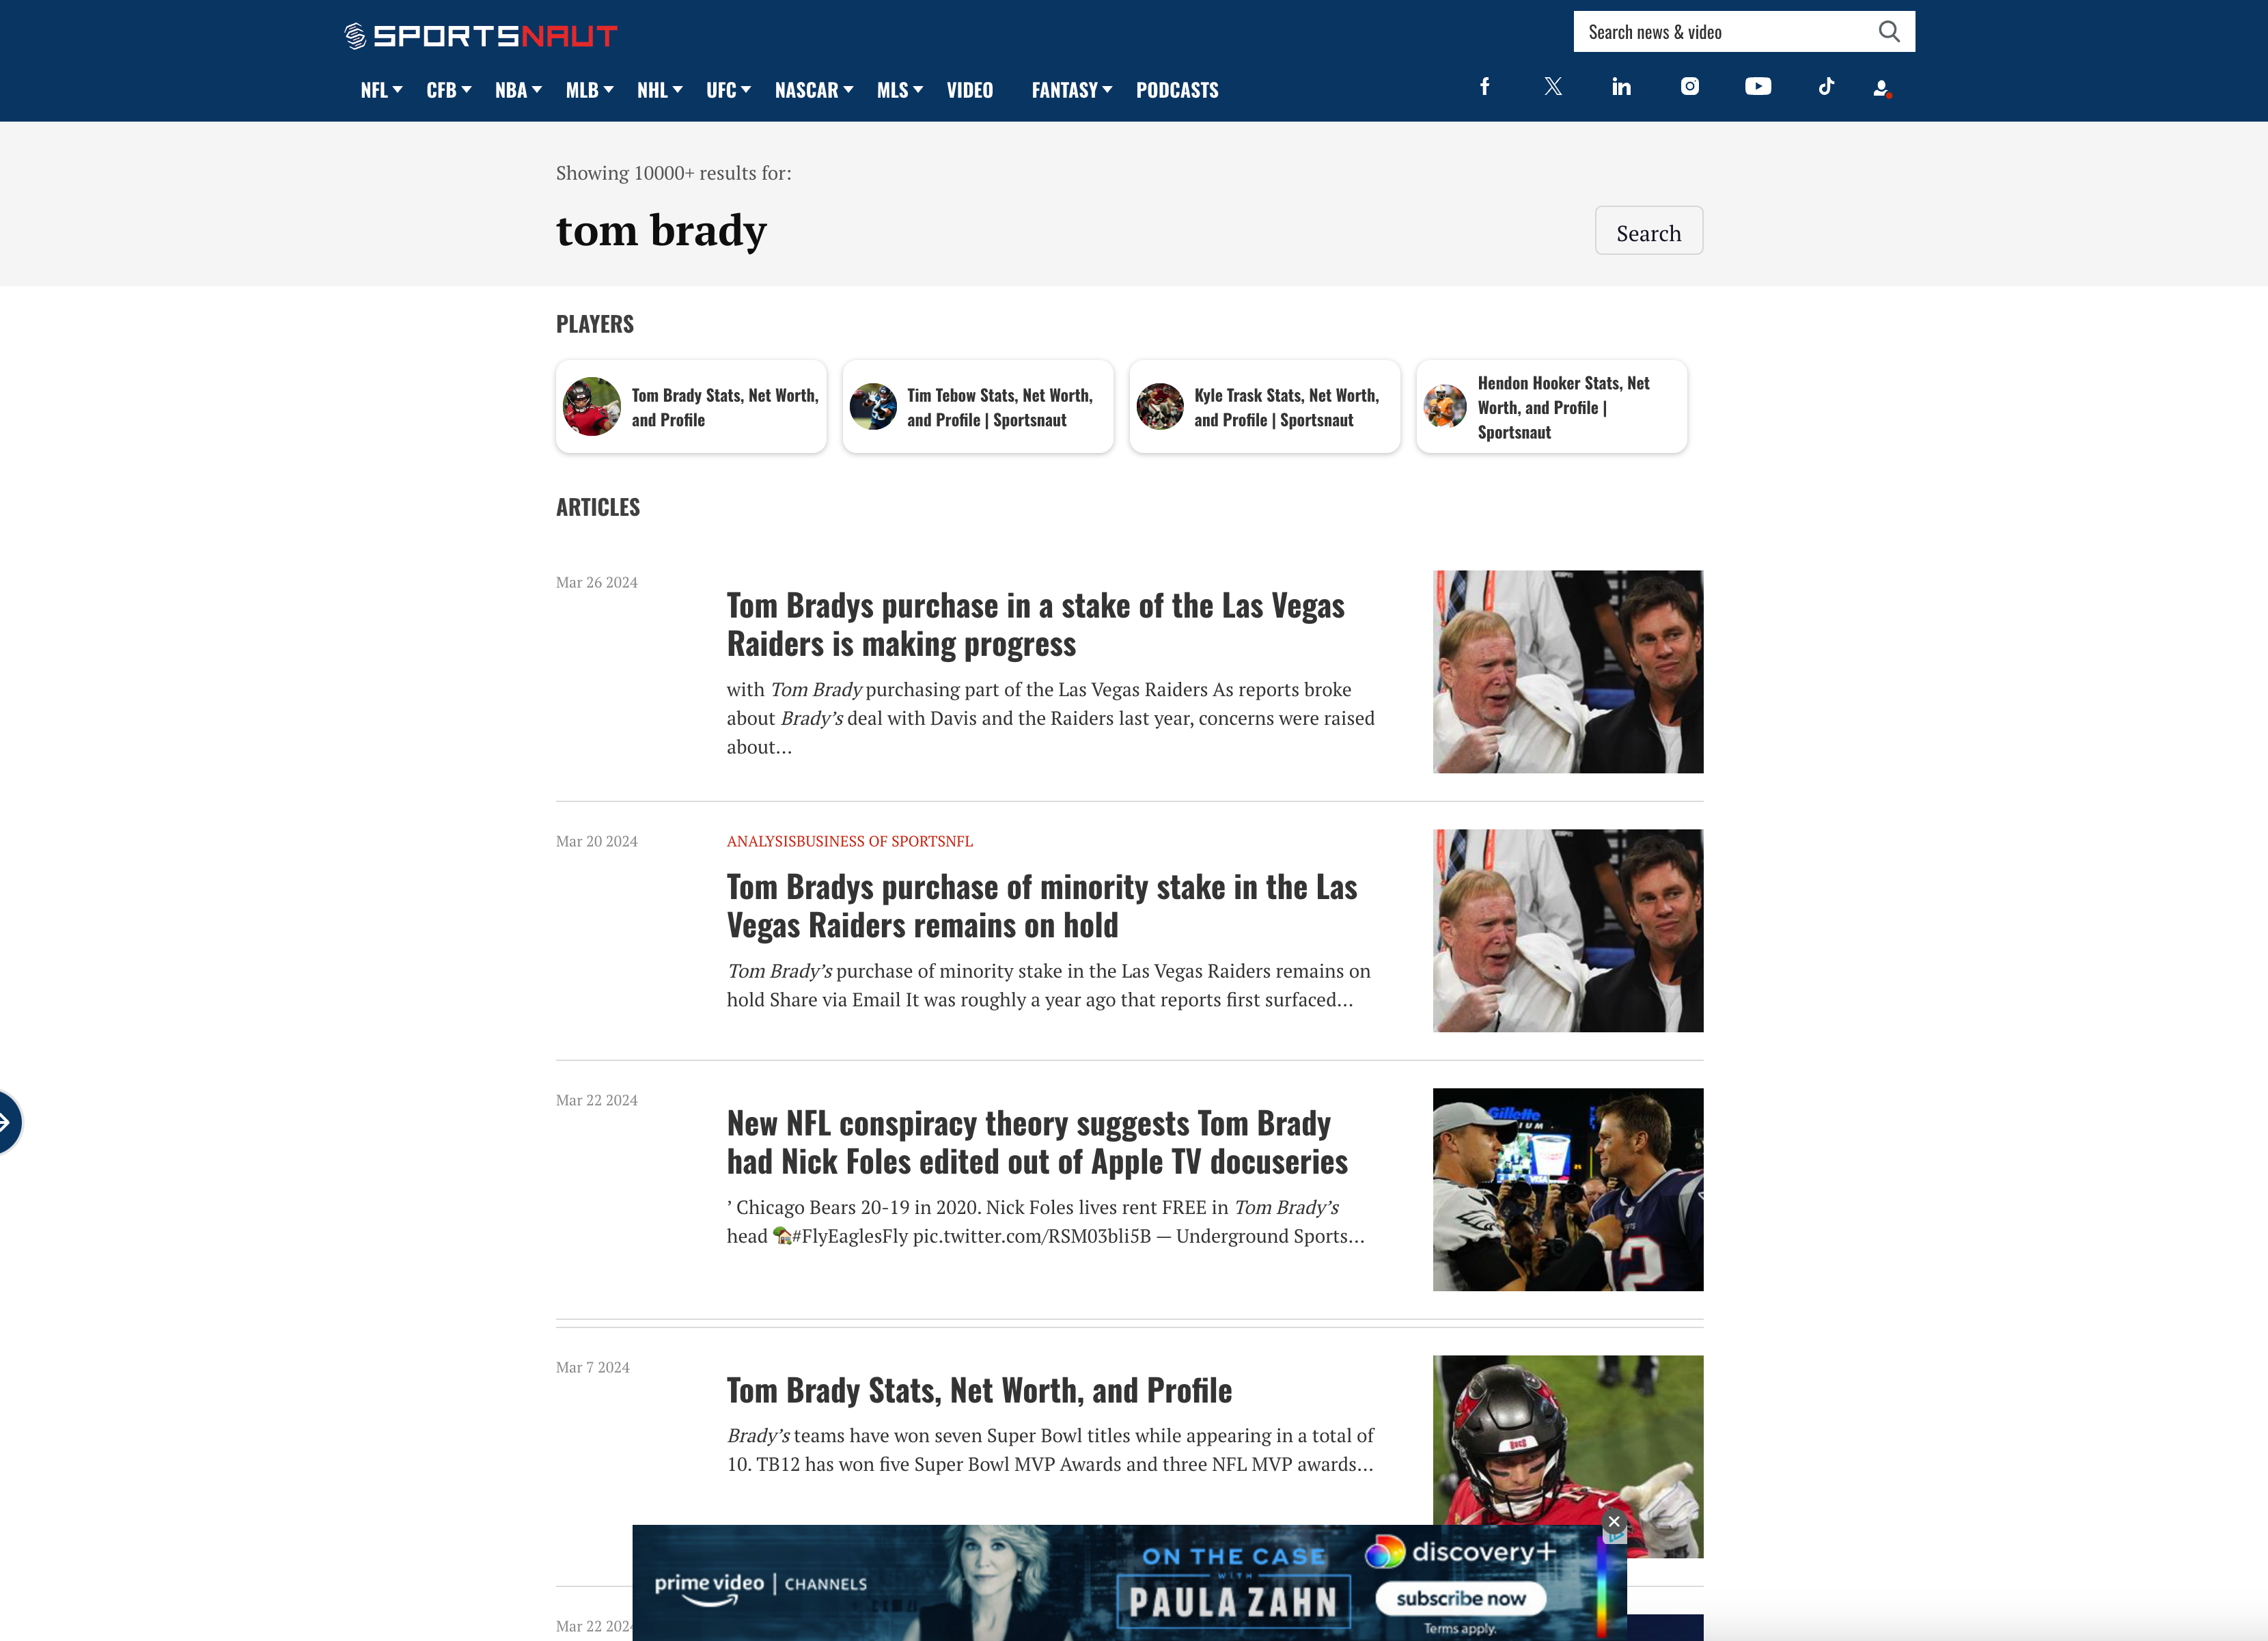 SPORTSNAUT
Search news & video
NFL CFB NBA MLB NHL UFC NASCAR MLS VIDEO FANTASY PODCASTS
Showing 10000+ results for:
tom brady
Search
PLAYERS
Tom Brady Stats, Net Worth,
and Profile
Tim Tebow Stats, Net Worth,
and Profile | Sportsnaut
Kyle Trask Stats, Net Worth,
and Profile | Sportsnaut
Hendon Hooker Stats, Net
Worth, and Profile |
Sportsnaut
ARTICLES
Mar 26 2024
Tom Bradys purchase in a stake of the Las Vegas
Raiders is making progress
with Tom Brady purchasing part of the Las Vegas Raiders As reports broke
about Brady’s deal with Davis and the Raiders last year, concerns were raised
about…
Mar 20 2024
ANALYSISBUSINESS OF SPORTSNFL
Tom Bradys purchase of minority stake in the Las
Vegas Raiders remains on hold
Tom Brady’s purchase of minority stake in the Las Vegas Raiders remains on
hold Share via Email It was roughly a year ago that reports first surfaced…
Mar 22 2024
New NFL conspiracy theory suggests Tom Brady
had Nick Foles edited out of Apple TV docuseries
’ Chicago Bears 20-19 in 2020. Nick Foles lives rent FREE in Tom Brady’s
head 🏡#FlyEaglesFly pic.twitter.com/RSM03bli5B — Underground Sports…
Gillette
Mar 7 2024
Tom Brady Stats, Net Worth, and Profile
Brady’s teams have won seven Super Bowl titles while appearing in a total of
10. TB12 has won five Super Bowl MVP Awards and three NFL MVP awards…
Mar 22 2024
prime video | CHANNELS
ON THE CASE
WITH
PAULA ZAHN
discovery+
subscribe now
Terms apply.